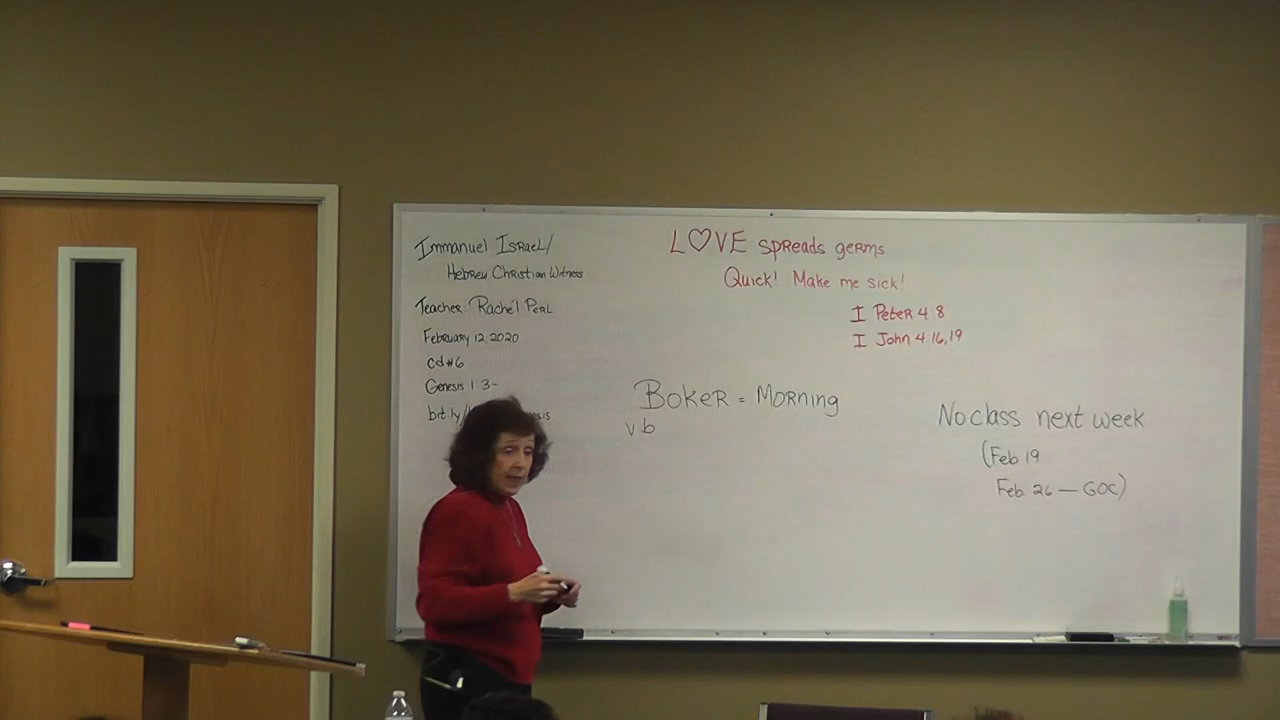 Immanuel Israel/
Hebrew Christian Witness
Teacher: Rachel Perl
February 12, 2020
cd#6
Genesis 1:3-
bit.ly/
LOVE spreads germs
Quick! Make me sick!
I Peter 4:8
I John 4:16,19
Boker = Morning
v b
No class next week
(Feb 19
Feb. 26 — GOC)